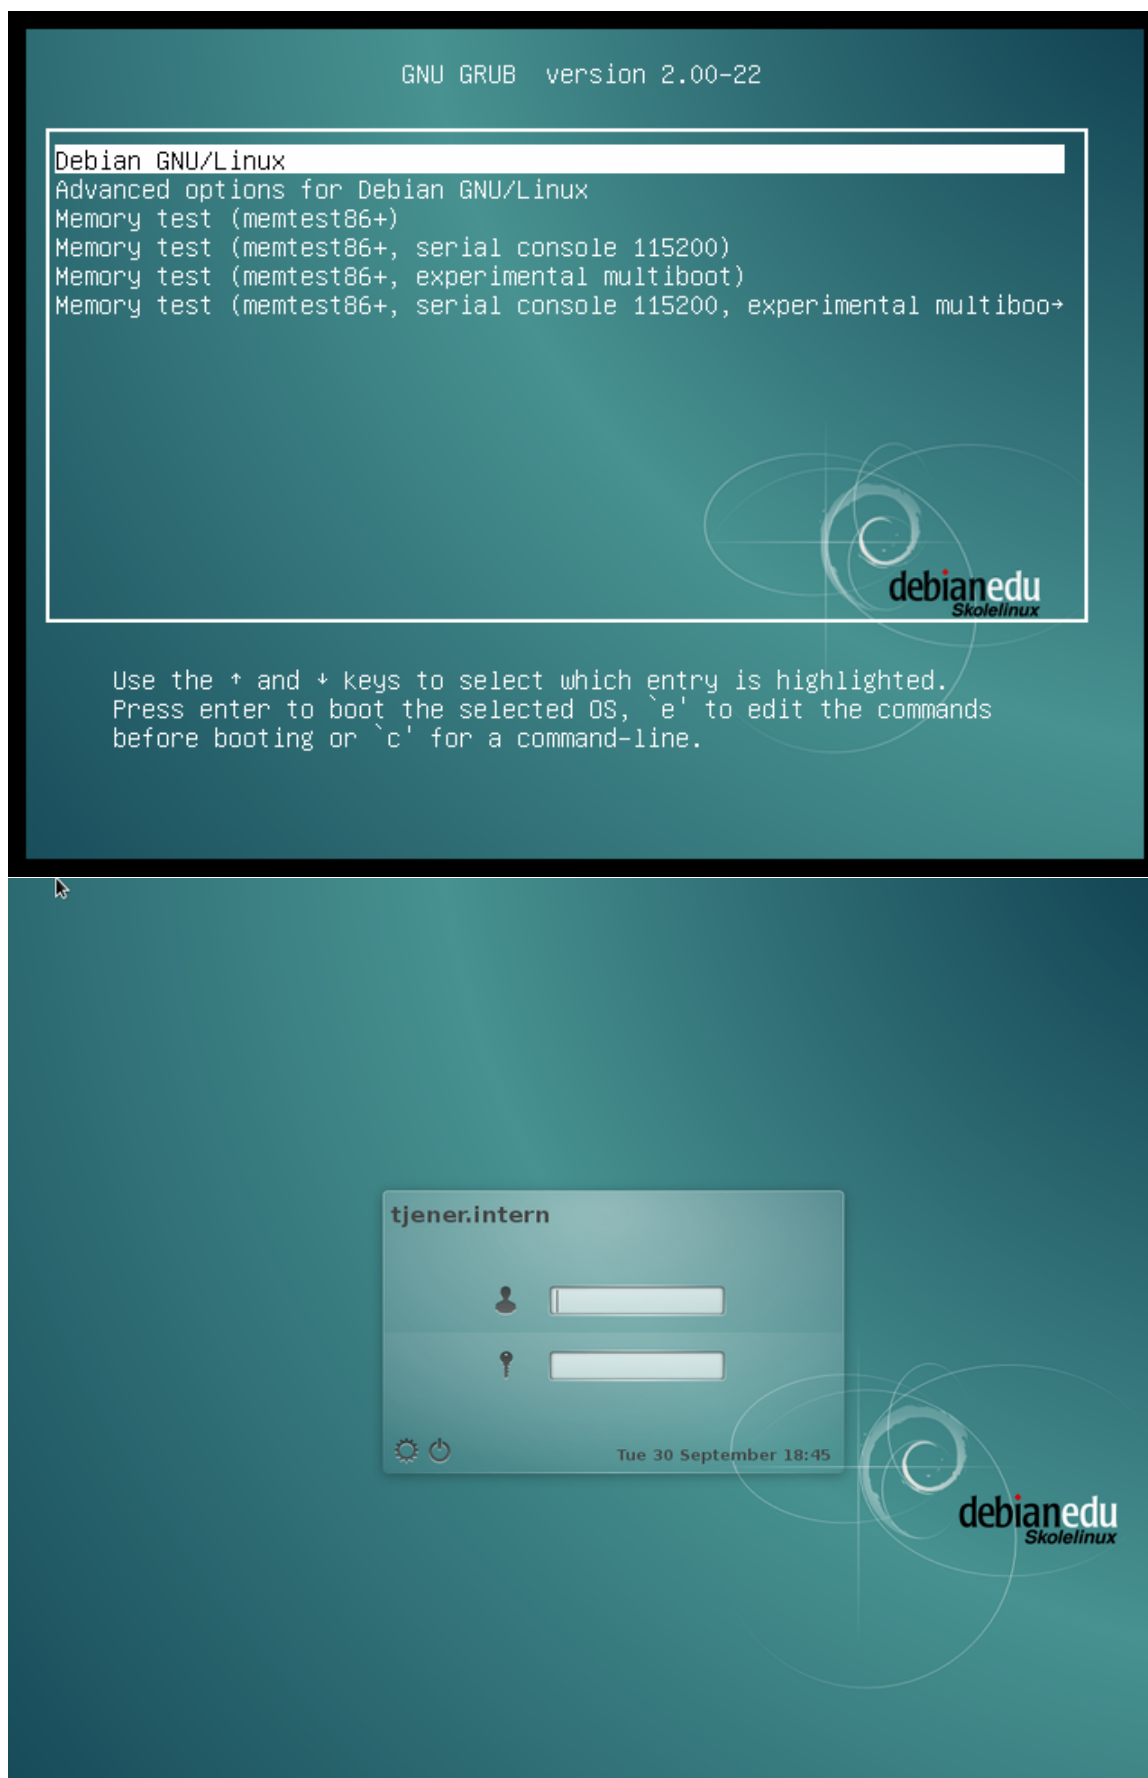 GNU GRUB  version 2.00-22
Debian GNU/Linux
Advanced options for Debian GNU/Linux
Memory test (memtest86+)
Memory test (memtest86+, serial console 115200)
Memory test (memtest86+, experimental multiboot)
Memory test (memtest86+, serial console 115200, experimental multiboo→
debianedu
Skolelinux
Use the ↑ and ↓ keys to select which entry is highlighted.
Press enter to boot the selected OS, `e' to edit the commands
before booting or `c' for a command-line.
tjener.intern
Tue 30 September 18:45
debianedu
Skolelinux